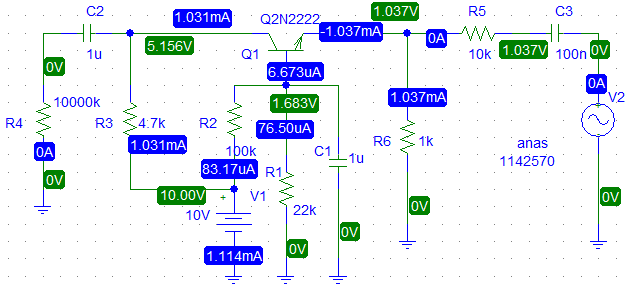 C2
1.031mA
Q2N2222
1.037V
R5
C3
-1.037mA
1u
5.156V
Q1
0A
10k
1.037V
100n
0V
0V
6.673uA
0A
V2
10000k
1.683V
1.037mA
R4
R3
4.7k
R2
76.50uA
R6
1k
anas
0A
1.031mA
100k
C1
1u
1142570
83.17uA
R1
0V
10.00V
+
V1
0V
10V
22k
0V
0V
0V
1.114mA
0V